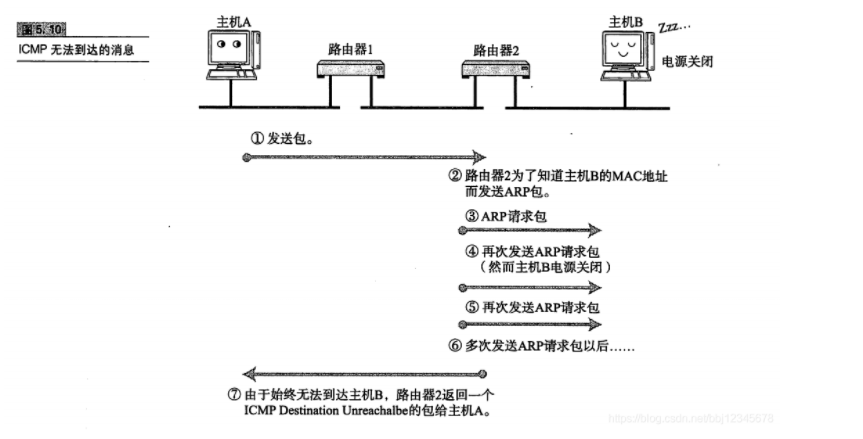 图5.10
ICMP 无法到达的消息
主机A
路由器1
路由器2
主机B
Zzz...
电源关闭
① 发送包。
② 路由器2为了知道主机B的MAC地址
而发送ARP包。
③ ARP请求包
④ 再次发送ARP请求包
（然而主机B电源关闭）
⑤ 再次发送ARP请求包
⑥ 多次发送ARP请求包以后……
⑦ 由于始终无法到达主机B，路由器2返回一个
ICMP Destination Unreachalbe的包给主机A。
https://blog.csdn.net/bbj12345678